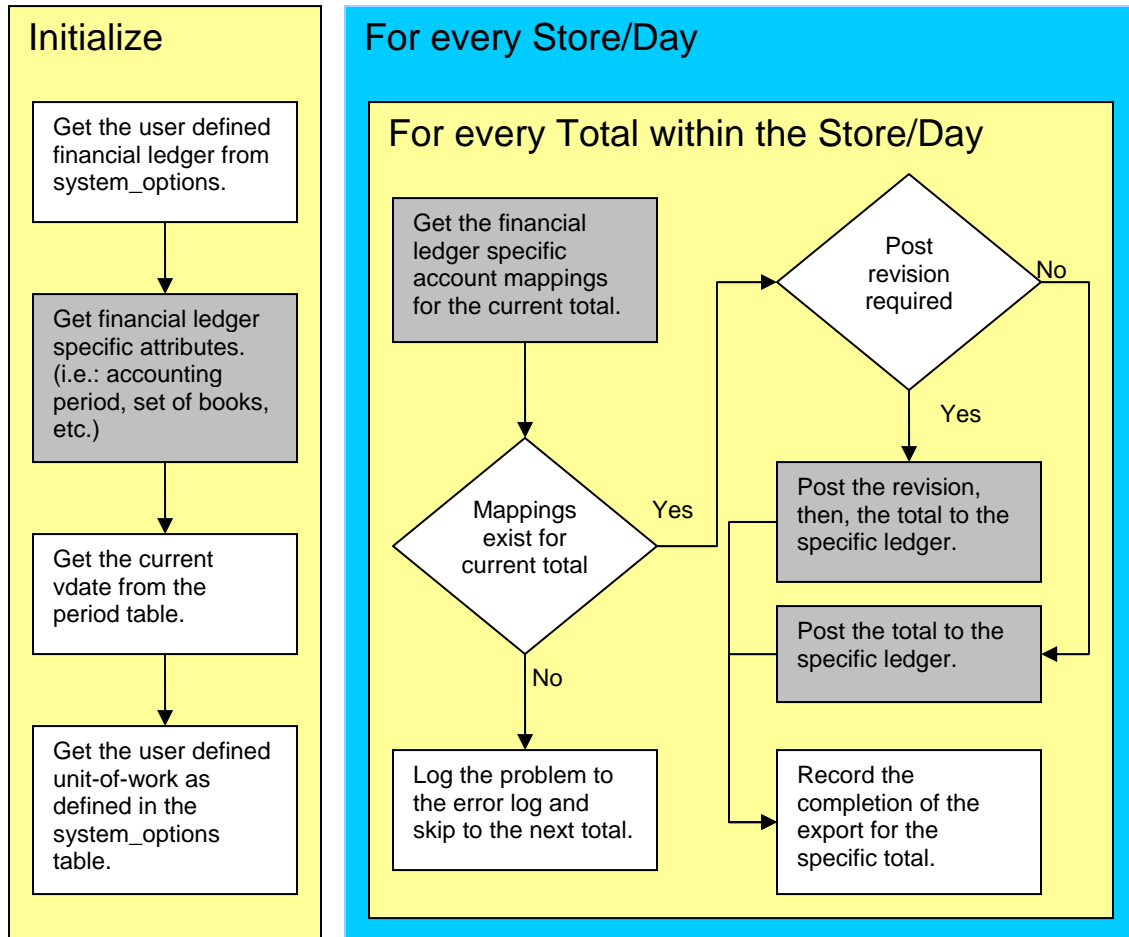 Initialize
Get the user defined
financial ledger from
system_options.
Get financial ledger
specific attributes.
(i.e.: accounting
period, set of books,
etc.)
Get the current
vdate from the
period table.
Get the user defined
unit-of-work as
defined in the
system_options
table.
For every Store/Day
For every Total within the Store/Day
Get the financial
ledger specific
account mappings
for the current total.
Mappings
exist for
current total
Yes
No
Log the problem to
the error log and
skip to the next total.
Post
revision
required
No
Yes
Post the revision,
then, the total to the
specific ledger.
Post the total to the
specific ledger.
Record the
completion of the
export for the
specific total.